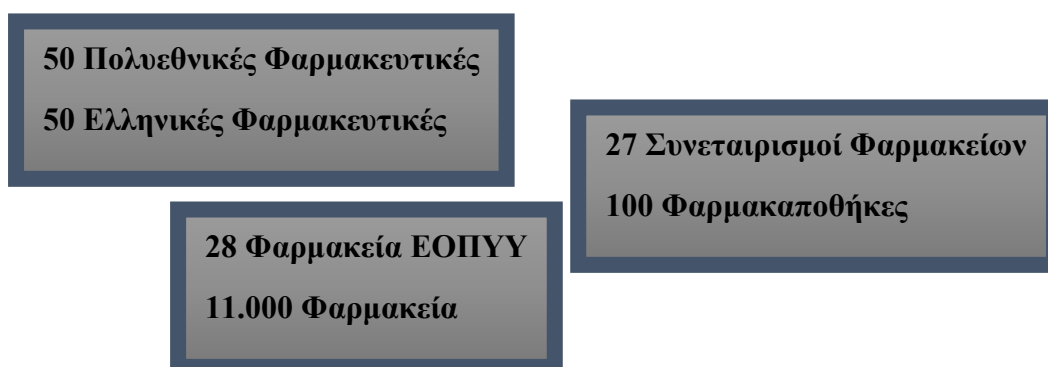 50 Πολυεθνικές Φαρμακευτικές
50 Ελληνικές Φαρμακευτικές
27 Συνεταιρισμοί Φαρμακείων
100 Φαρμακαποθήκες
28 Φαρμακεία ΕΟΠΥΥ
11.000 Φαρμακεία